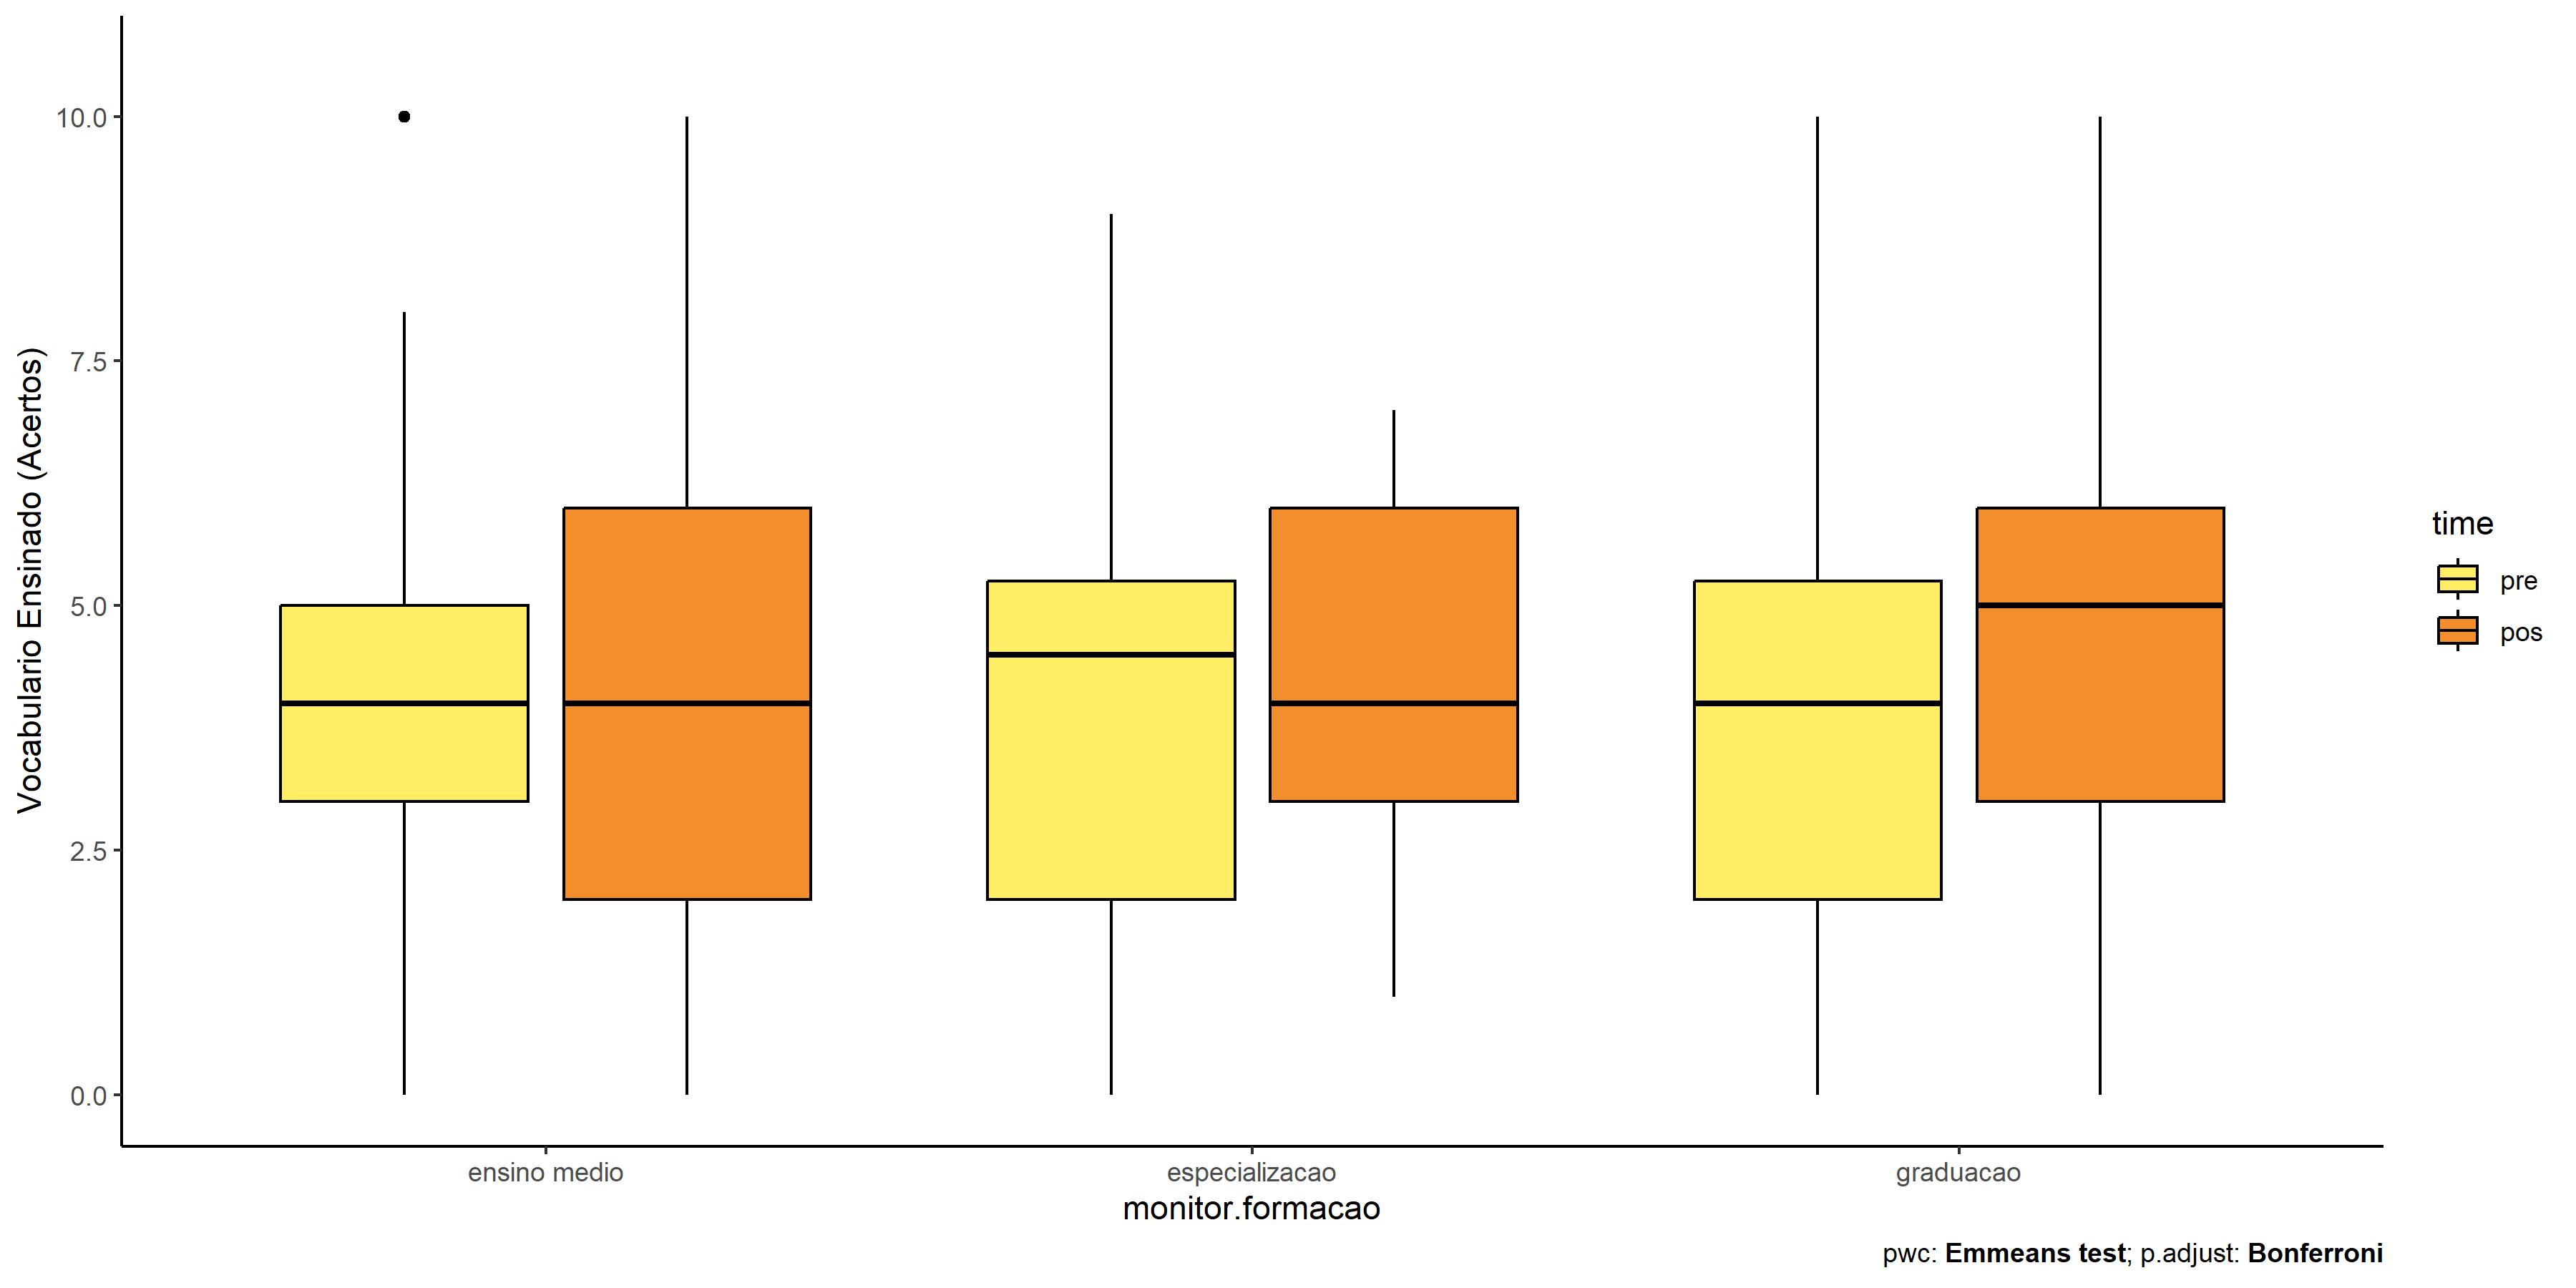 Vocabulario Ensinado (Acertos)
10.0
7.5
5.0
2.5
0.0
ensino medio
especializacao
graduacao
monitor.formacao
time
pre
pos
pwc: Emmeans test; p.adjust: Bonferroni